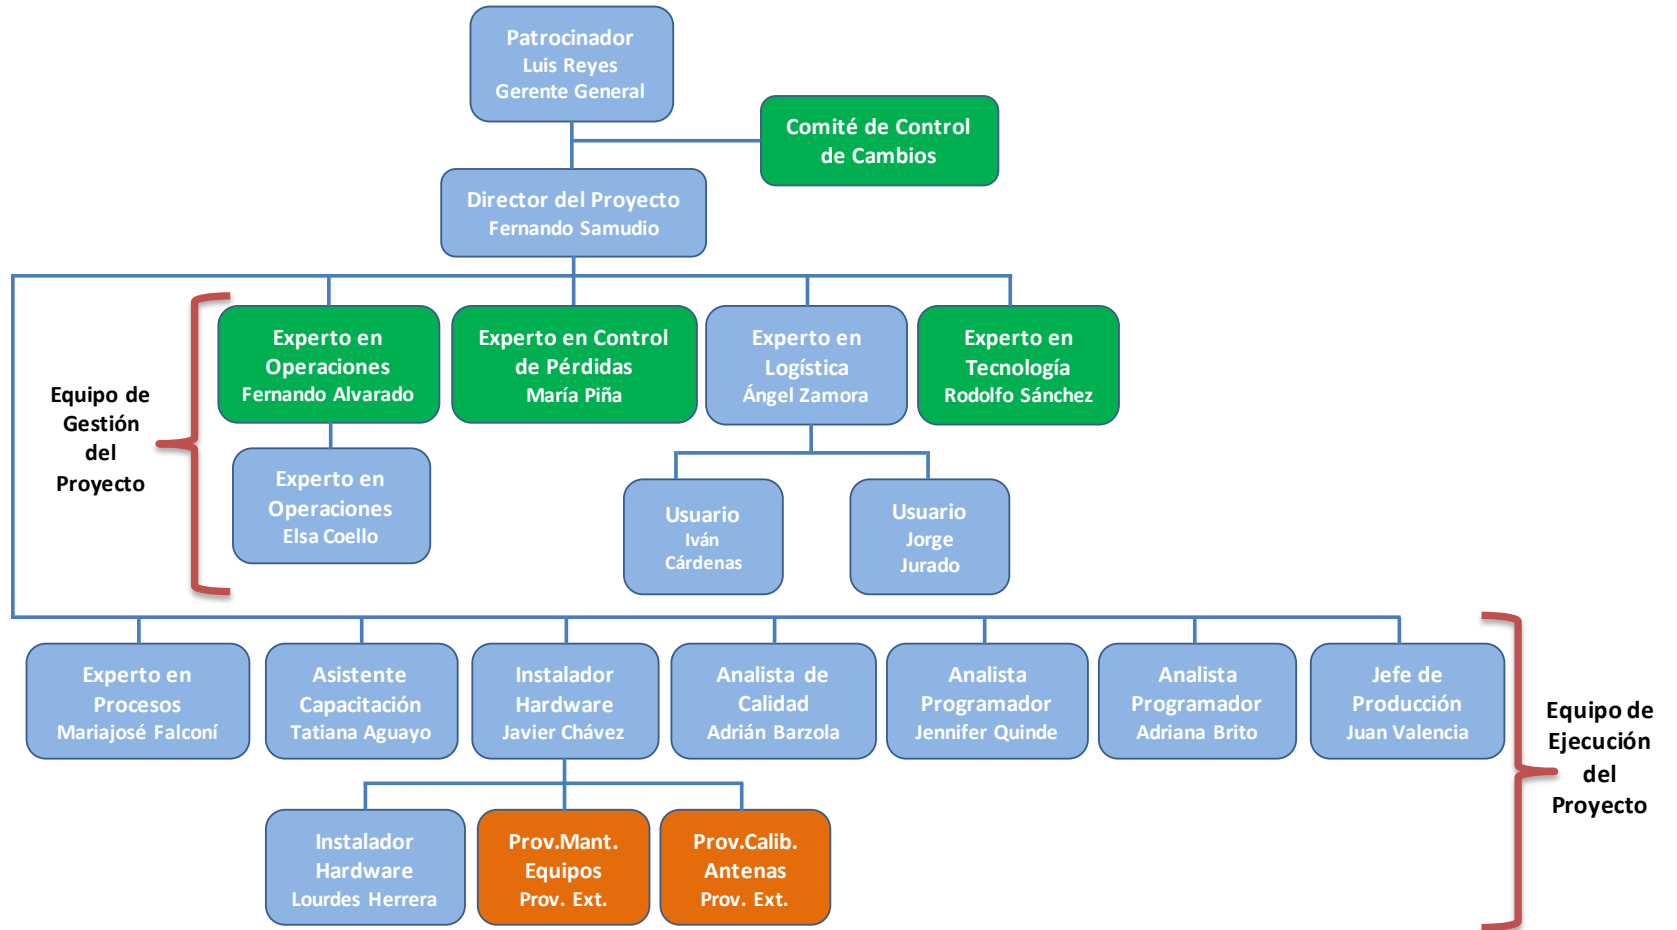 Patrocinador
Luis Reyes
Gerente General
Comité de Control
de Cambios
Director del Proyecto
Fernando Samudio
Equipo de
Gestión
del
Proyecto
Experto en
Operaciones
Fernando Alvarado
Experto en Control
de Pérdidas
María Piña
Experto en
Logística
Ángel Zamora
Experto en
Tecnología
Rodolfo Sánchez
Experto en
Operaciones
Elsa Coello
Usuario
Iván
Cárdenas
Usuario
Jorge
Jurado
Experto en
Procesos
Mariajosé Falconí
Asistente
Capacitación
Tatiana Aguayo
Instalador
Hardware
Javier Chávez
Analista de
Calidad
Adrián Barzola
Analista
Programador
Jennifer Quinde
Analista
Programador
Adriana Brito
Jefe de
Producción
Juan Valencia
Equipo de
Ejecución
del
Proyecto
Instalador
Hardware
Lourdes Herrera
Prov.Mant.
Equipos
Prov. Ext.
Prov.Calib.
Antenas
Prov. Ext.